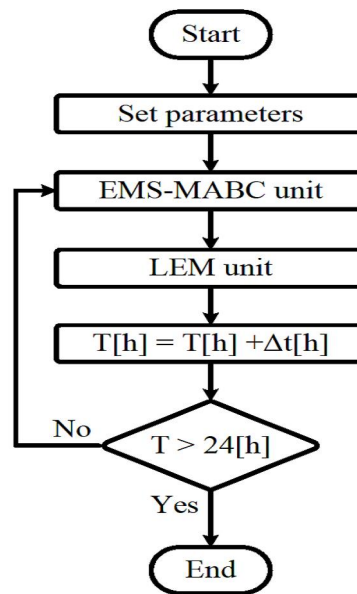 Start
Set parameters
EMS-MABC unit
LEM unit
T[h] = T[h] +Δt[h]
T > 24[h]
No
Yes
End